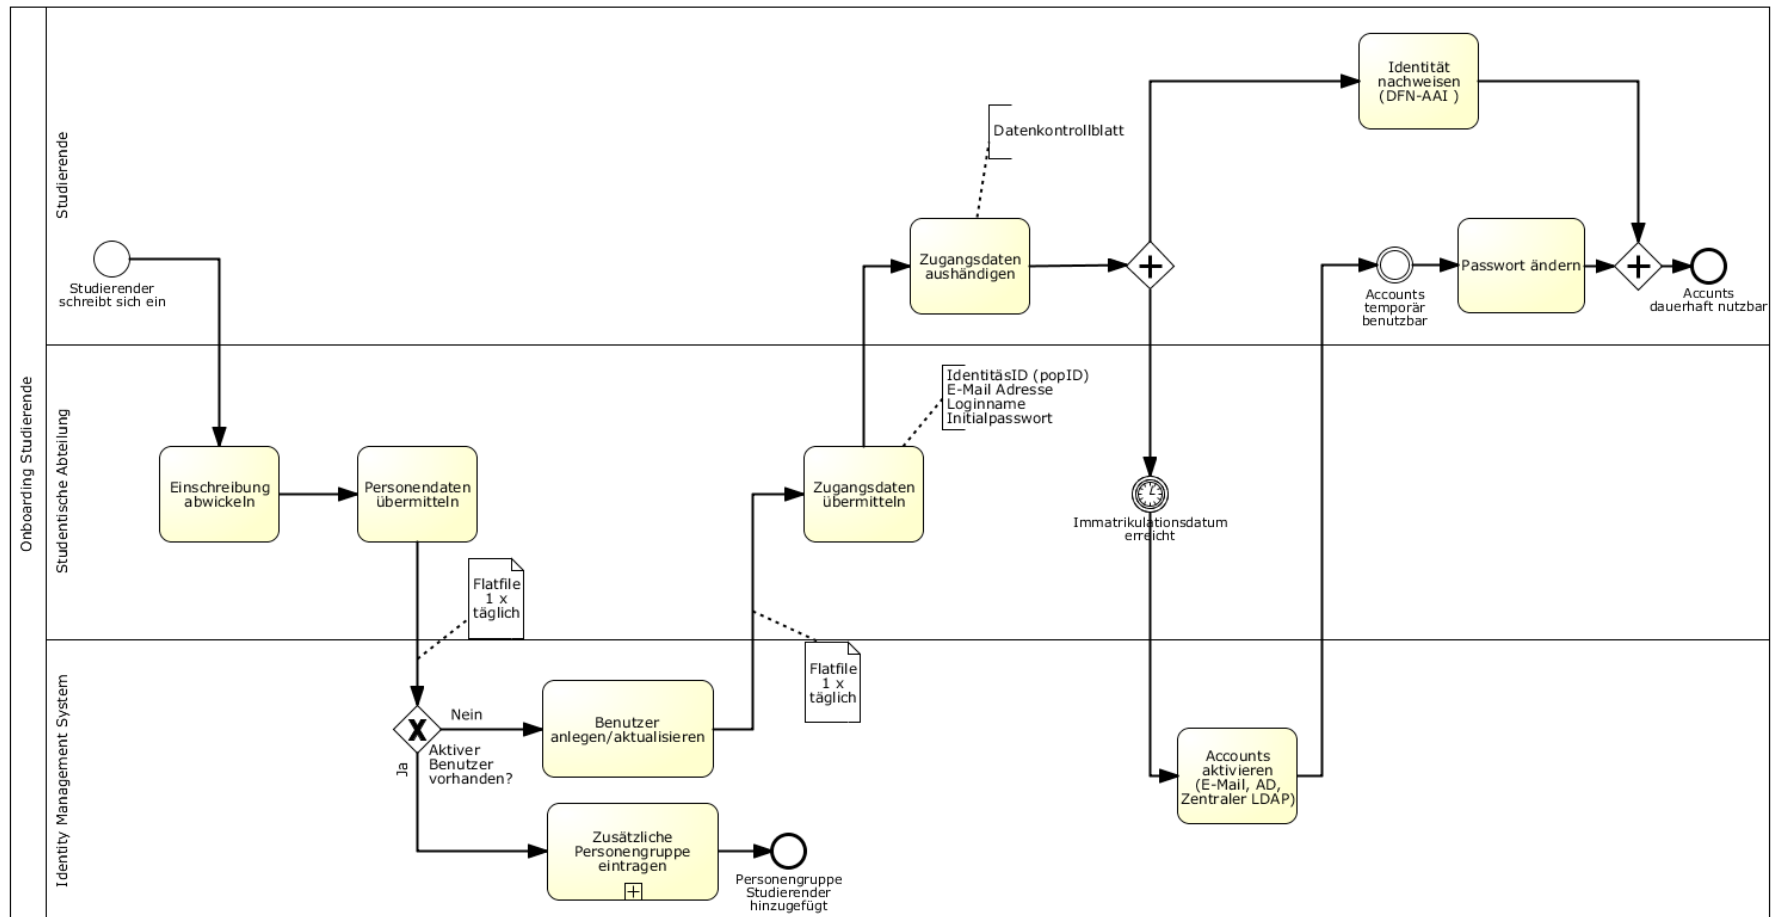 Onboarding Studierende
Studierende
Studierender
schreibt sich ein
Zugangsdaten
aushändigen
Datenkontrollblatt
Identität
nachweisen
(DFN-AAI )
Accounts
temporär
benutzbar
Passwort ändern
Accunts
dauerhaft nutzbar
Studentische Abteilung
Einschreibung
abwickeln
Personendaten
übermitteln
Flatfile
1 x
täglich
Zugangsdaten
übermitteln
IdentitäsID (popID)
E-Mail Adresse
Loginname
Initialpasswort
Immatrikulationsdatum
erreicht
Identity Management System
Aktiver
Benutzer
vorhanden?
Nein
Ja
Benutzer
anlegen/aktualisieren
Flatfile
1 x
täglich
Zusätzliche
Personengruppe
eintragen
Personengruppe
Studierender
hinzugefügt
Accounts
aktivieren
(E-Mail, AD,
Zentraler LDAP)